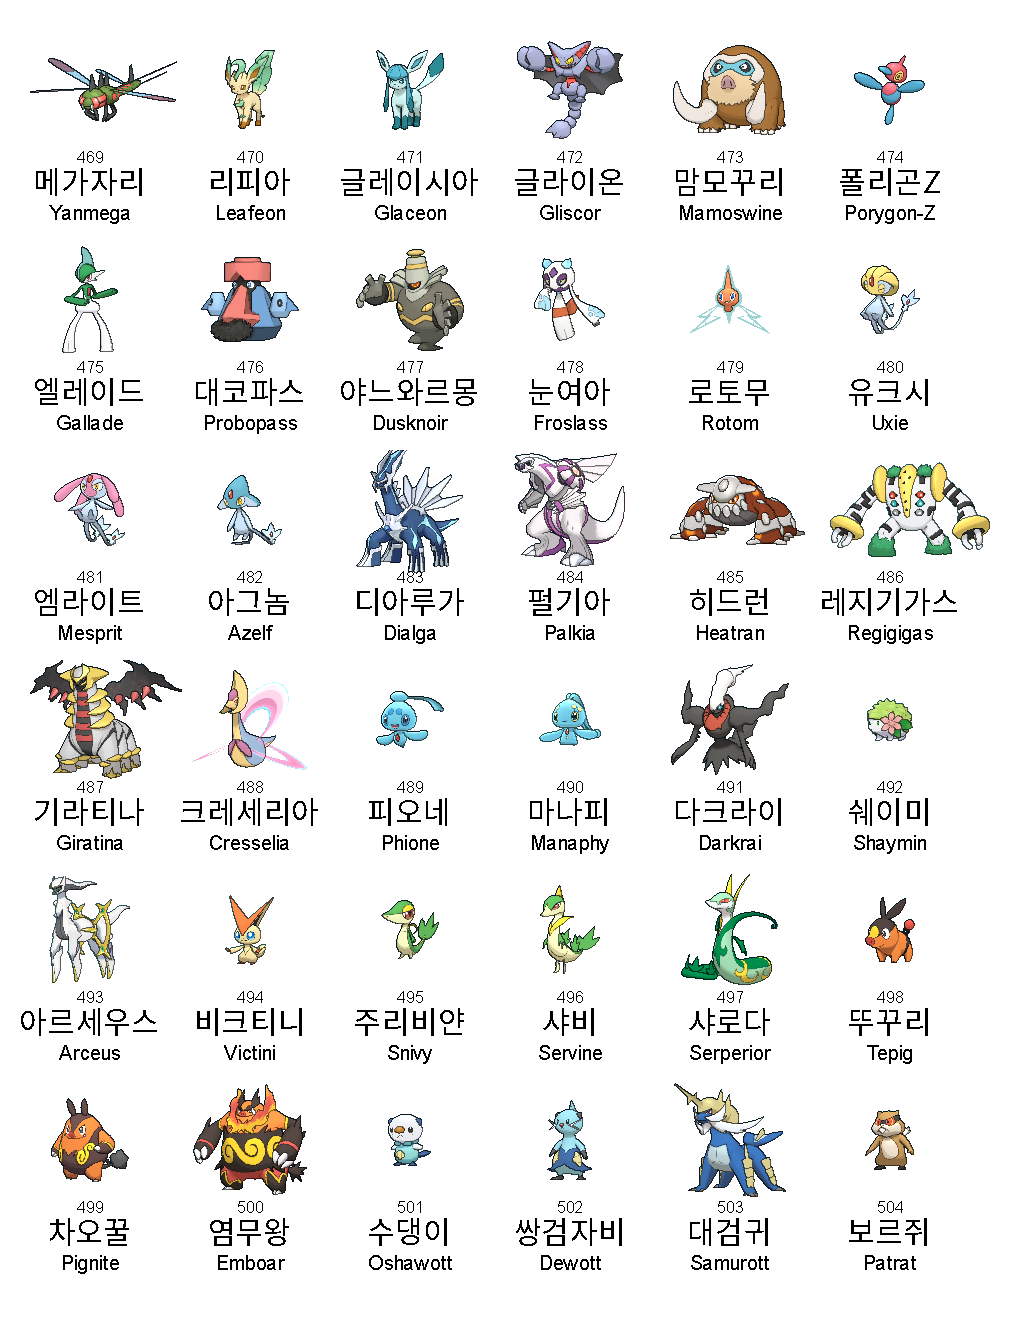 469 470 471 472 473 474
메가자리 리피아 글레이시아 글라이온 맘모꾸리 폴리곤Z
Yanmega Leafeon Glaceon Gliscor Mamoswine Porygon-Z
475 476 477 478 479 480
엘레이드 대코파스 야느와르몽 눈여아 로토무 유크시
Gallade Probopass Dusknoir Froslass Rotom Uxie
481 482 483 484 485 486
엠라이트 아그놈 디아루가 펄기아 히드런 레지기가스
Mesprit Azelf Dialga Palkia Heatran Regigigas
487 488 489 490 491 492
기라티나 크레세리아 피오네 마나피 다크라이 쉐이미
Giratina Cresselia Phione Manaphy Darkrai Shaymin
493 494 495 496 497 498
아르세우스 비크티니 주리비얀 샤비 샤로다 뚜꾸리
Arceus Victini Snivy Servine Serperior Tepig
499 500 501 502 503 504
차오꿀 염무왕 수댕이 쌍검자비 대검귀 보르쥐
Pignite Emboar Oshawott Dewott Samurott Patrat